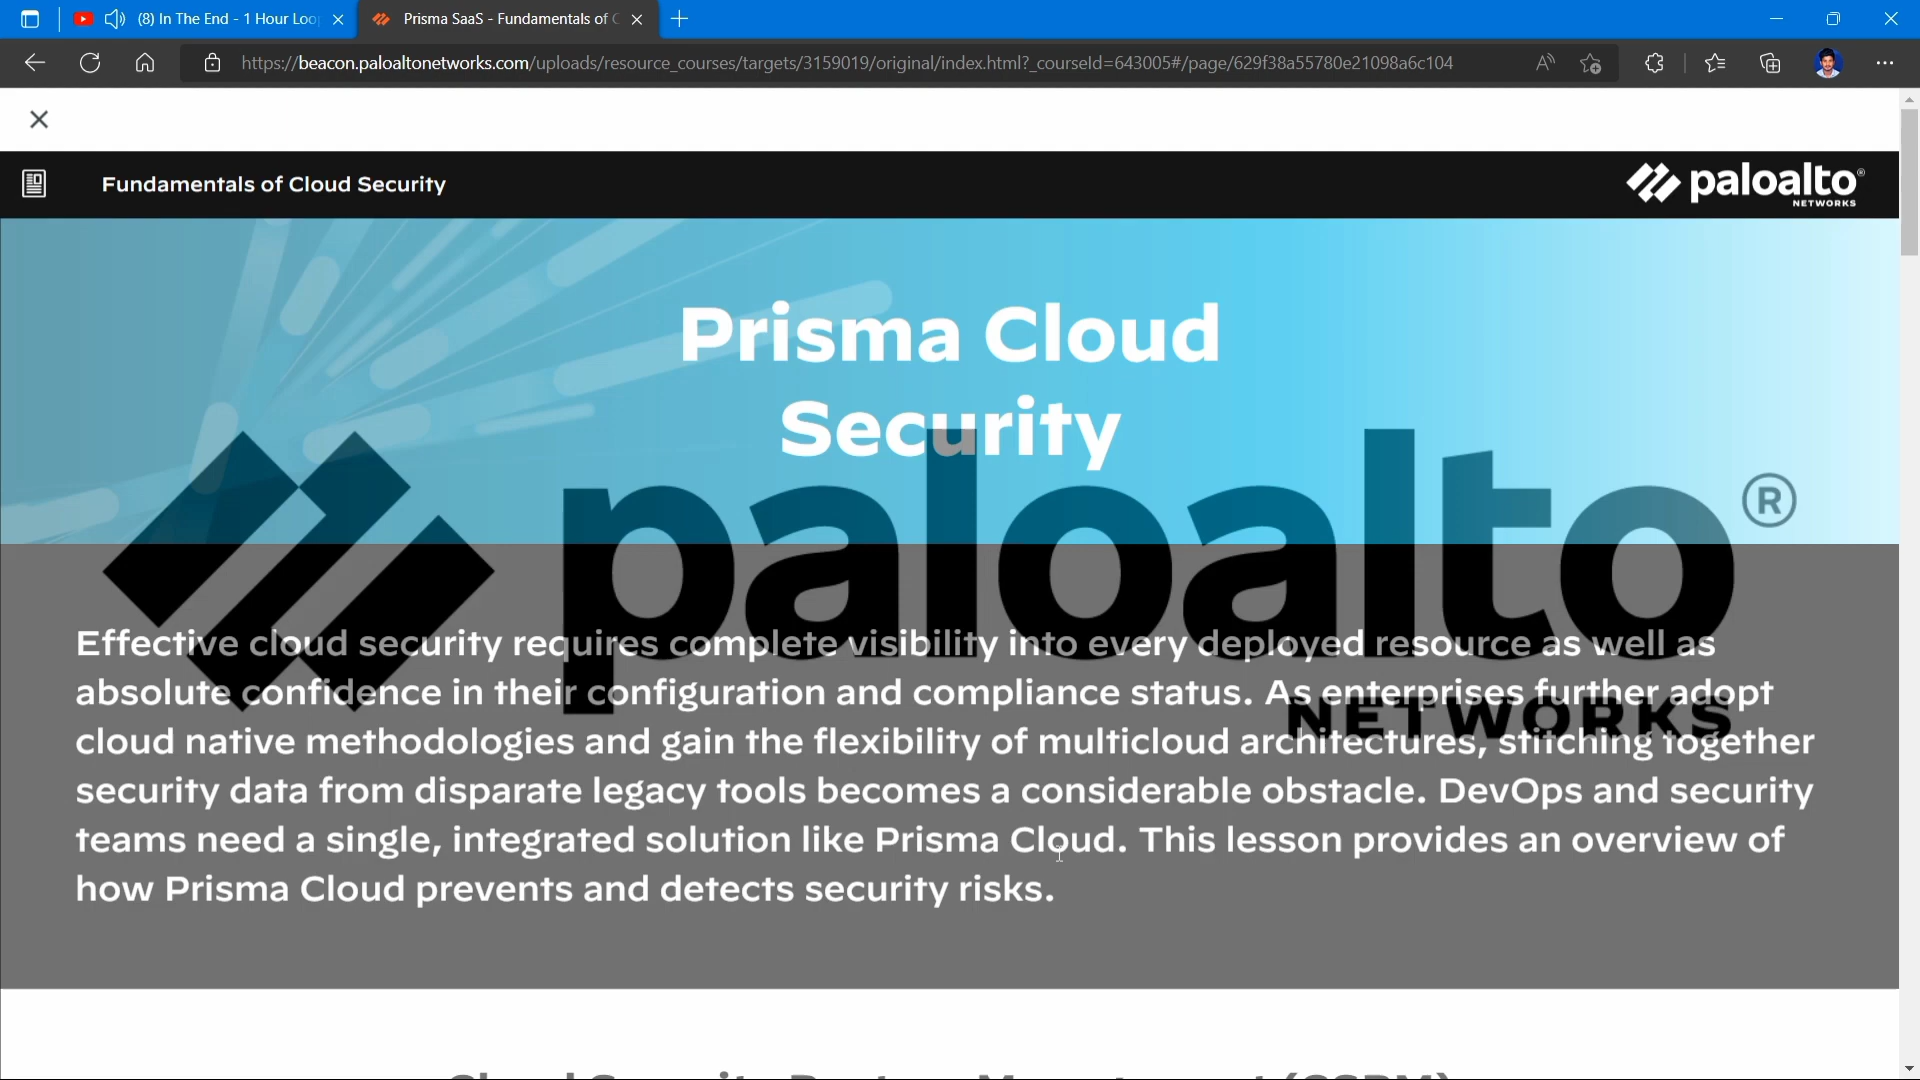 (8) In The End - 1 Hour Loo
Prisma SaaS - Fundamentals of C
https://beacon.paloaltonetworks.com/uploads/resource_courses/targets/3159019/original/index.html?_courseId=643005#/page/629f38a55780e21098a6c104
Fundamentals of Cloud Security
paloalto®
NETWORKS
Prisma Cloud
Security
paloalto®
NETWORKS
Effective cloud security requires complete visibility into every deployed resource as well as
absolute confidence in their configuration and compliance status. As enterprises further adopt
cloud native methodologies and gain the flexibility of multicloud architectures, stitching together
security data from disparate legacy tools becomes a considerable obstacle. DevOps and security
teams need a single, integrated solution like Prisma Cloud. This lesson provides an overview of
how Prisma Cloud prevents and detects security risks.